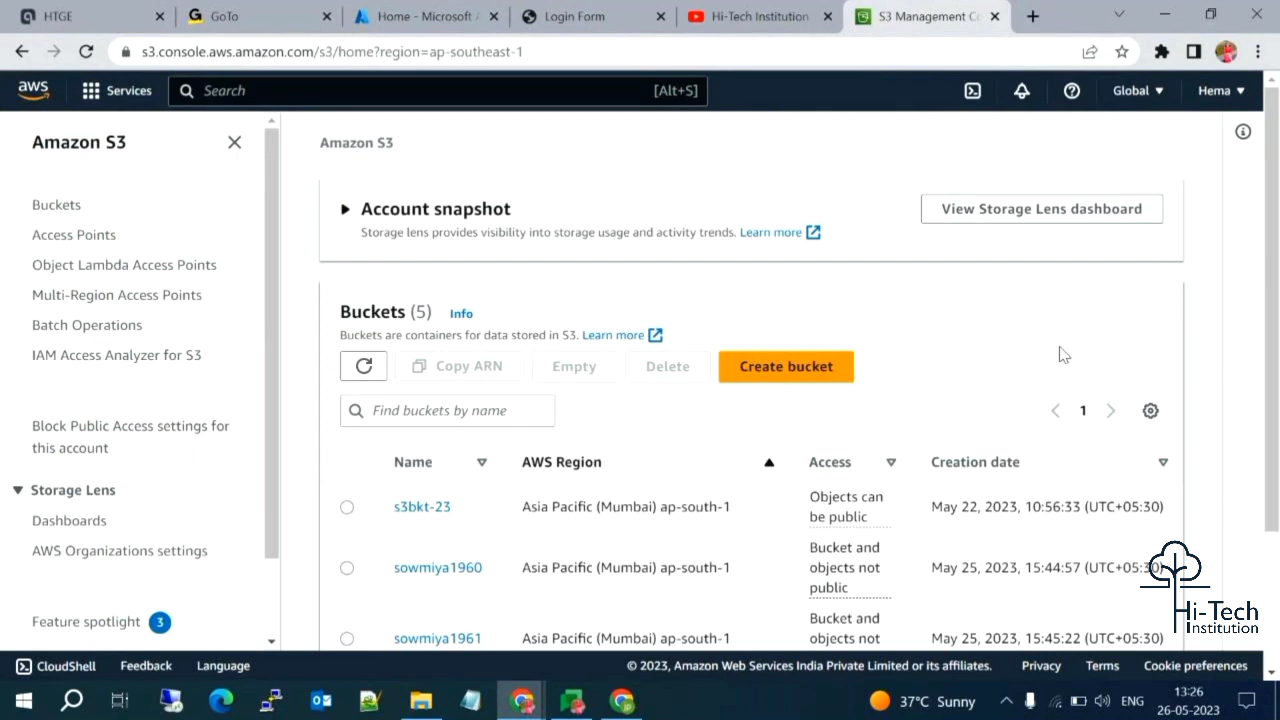 HTGE
GoTo
Home - Microsoft A
Login Form
Hi-Tech Institution
S3 Management Co
s3.console.aws.amazon.com/s3/home?region=ap-southeast-1
aws
Services
Search
[Alt+S]
Global
Hema
Amazon S3
Buckets
Access Points
Object Lambda Access Points
Multi-Region Access Points
Batch Operations
IAM Access Analyzer for S3
Block Public Access settings for
this account
Storage Lens
Dashboards
AWS Organizations settings
Feature spotlight 3
Amazon S3
Account snapshot
View Storage Lens dashboard
Storage lens provides visibility into storage usage and activity trends. Learn more
Buckets (5) Info
Buckets are containers for data stored in S3. Learn more
Copy ARN
Empty
Delete
Create bucket
Find buckets by name
1
Name
AWS Region
Access
Creation date
s3bkt-23
Asia Pacific (Mumbai) ap-south-1
Objects can
be public
May 22, 2023, 10:56:33 (UTC+05:30)
sowmiya1960
Asia Pacific (Mumbai) ap-south-1
Bucket and
objects not
public
May 25, 2023, 15:44:57 (UTC+05:30)
sowmiya1961
Asia Pacific (Mumbai) ap-south-1
Bucket and
objects not
May 25, 2023, 15:45:22 (UTC+05:30)
Hi-Tech
Institution
CloudShell
Feedback
Language
© 2023, Amazon Web Services India Private Limited or its affiliates.
Privacy
Terms
Cookie preferences
37°C Sunny
ENG
13:26
26-05-2023